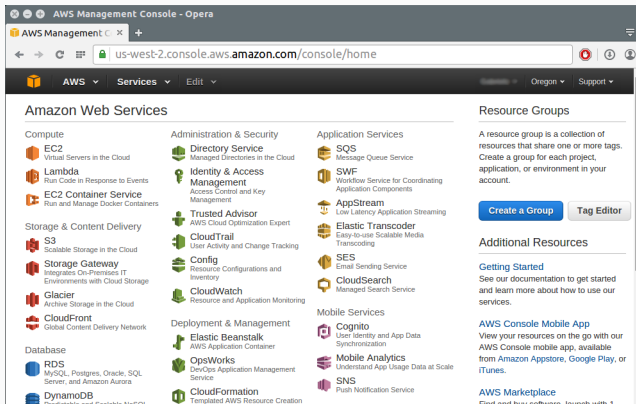 AWS Management Console - Opera
AWS Management C
us-west-2.console.aws.amazon.com/console/home
AWS
Services
Edit
Oregon
Support
Amazon Web Services
Compute
EC2
Virtual Servers in the Cloud
Lambda
Run Code in Response to Events
EC2 Container Service
Run and Manage Docker Containers
Storage & Content Delivery
S3
Scalable Storage in the Cloud
Storage Gateway
Integrates On-Premises IT
Environments with Cloud Storage
Glacier
Archive Storage in the Cloud
CloudFront
Global Content Delivery Network
Database
RDS
MySQL, Postgres, Oracle, SQL
Server, and Amazon Aurora
DynamoDB
Predictable and Scalable NoSQL
Administration & Security
Directory Service
Managed Directories in the Cloud
Identity & Access
Management
Access Control and Key
Management
Trusted Advisor
AWS Cloud Optimization Expert
CloudTrail
User Activity and Change Tracking
Config
Resource Configurations and
Inventory
CloudWatch
Resource and Application Monitoring
Deployment & Management
Elastic Beanstalk
AWS Application Container
OpsWorks
DevOps Application Management
Service
CloudFormation
Templated AWS Resource Creation
Application Services
SQS
Message Queue Service
SWF
Workflow Service for Coordinating
Application Components
AppStream
Low Latency Application Streaming
Elastic Transcoder
Easy-to-use Scalable Media
Transcoding
SES
Email Sending Service
CloudSearch
Managed Search Service
Mobile Services
Cognito
User Identity and App Data
Synchronization
Mobile Analytics
Understand App Usage Data at Scale
SNS
Push Notification Service
Resource Groups
A resource group is a collection of
resources that share one or more tags.
Create a group for each project,
application, or environment in your
account.
Create a Group
Tag Editor
Additional Resources
Getting Started
See our documentation to get started
and learn more about how to use our
services.
AWS Console Mobile App
View your resources on the go with our
AWS Console mobile app, available
from Amazon Appstore, Google Play, or
iTunes.
AWS Marketplace
Find and buy software, launch with 1